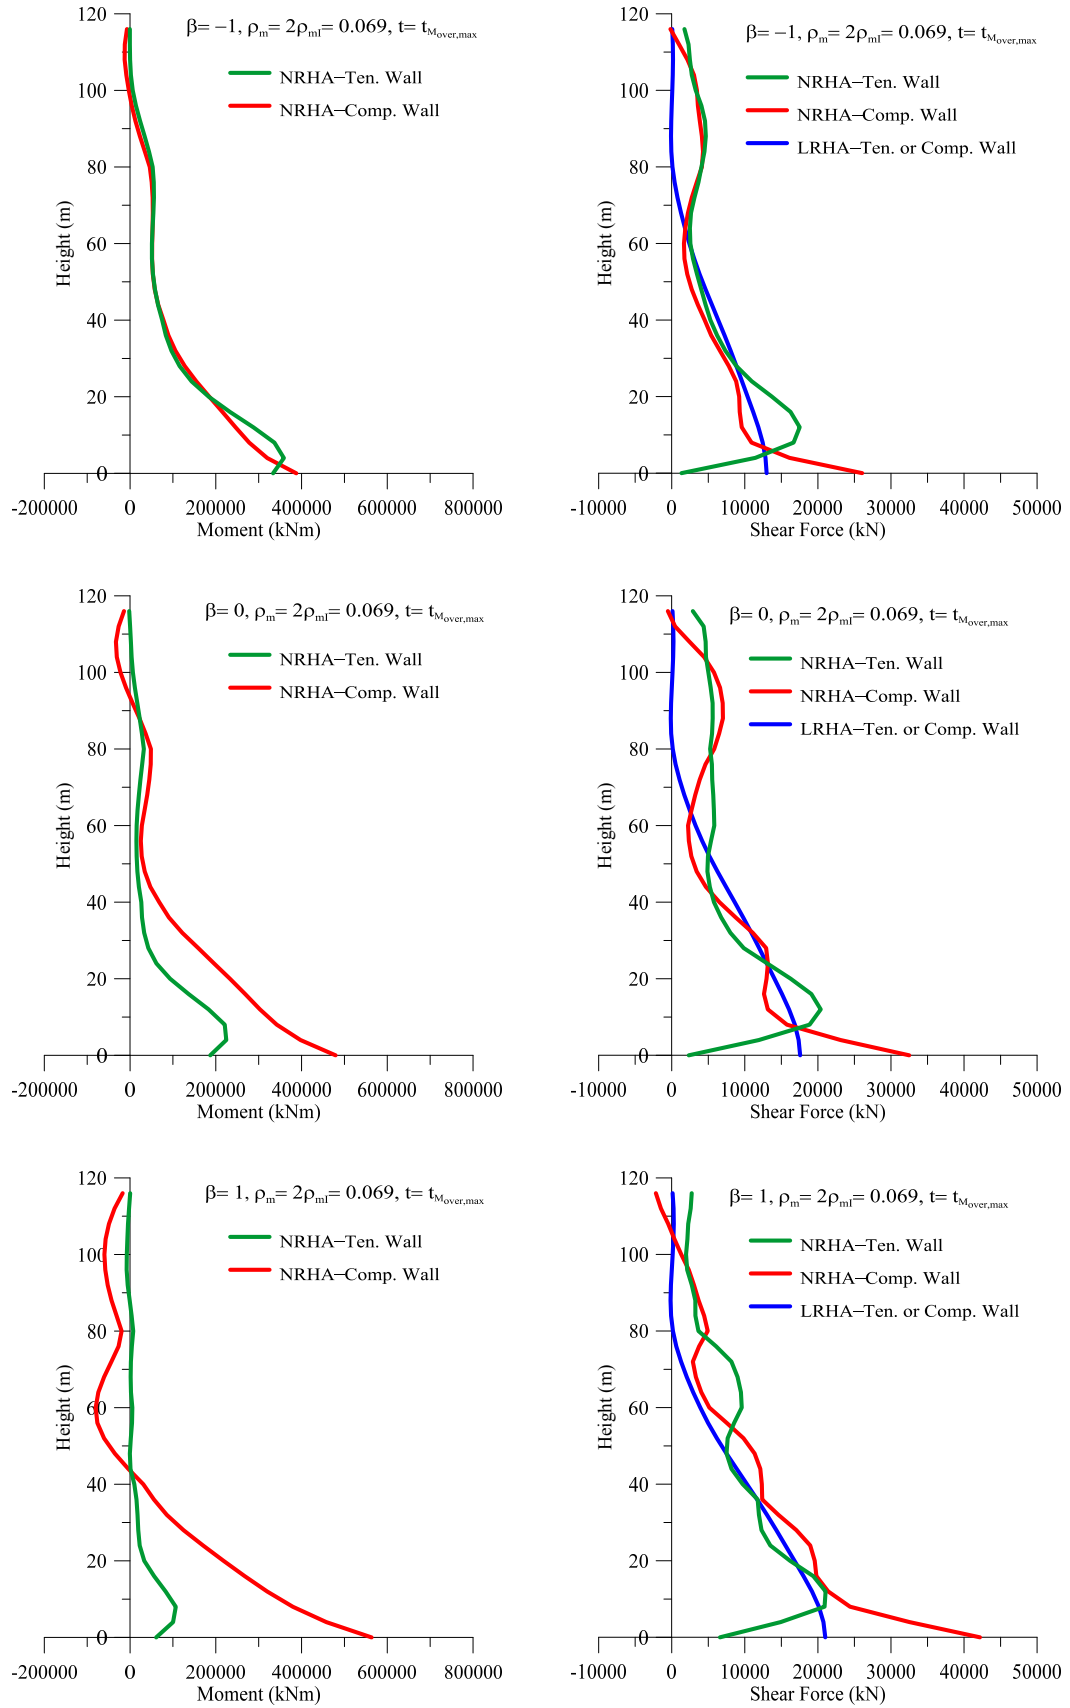 β= −1, ρm= 2ρmI= 0.069, t= tMover,max
NRHA−Ten. Wall
NRHA−Comp. Wall
120
100
80
60
40
20
0
Height (m)
-200000 0 200000 400000 600000 800000
Moment (kNm)
β= −1, ρm= 2ρmI= 0.069, t= tMover,max
NRHA−Ten. Wall
NRHA−Comp. Wall
LRHA−Ten. or Comp. Wall
120
100
80
60
40
20
0
Height (m)
-10000 0 10000 20000 30000 40000 50000
Shear Force (kN)
β= 0, ρm= 2ρmI= 0.069, t= tMover,max
NRHA−Ten. Wall
NRHA−Comp. Wall
120
100
80
60
40
20
0
Height (m)
-200000 0 200000 400000 600000 800000
Moment (kNm)
β= 0, ρm= 2ρmI= 0.069, t= tMover,max
NRHA−Ten. Wall
NRHA−Comp. Wall
LRHA−Ten. or Comp. Wall
120
100
80
60
40
20
0
Height (m)
-10000 0 10000 20000 30000 40000 50000
Shear Force (kN)
β= 1, ρm= 2ρmI= 0.069, t= tMover,max
NRHA−Ten. Wall
NRHA−Comp. Wall
120
100
80
60
40
20
0
Height (m)
-200000 0 200000 400000 600000 800000
Moment (kNm)
β= 1, ρm= 2ρmI= 0.069, t= tMover,max
NRHA−Ten. Wall
NRHA−Comp. Wall
LRHA−Ten. or Comp. Wall
120
100
80
60
40
20
0
Height (m)
-10000 0 10000 20000 30000 40000 50000
Shear Force (kN)